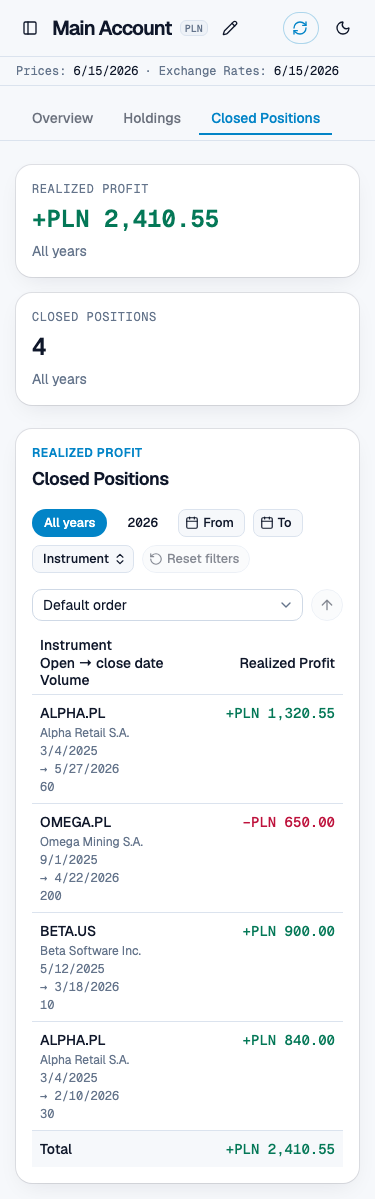 Main Account PLN
Prices: 6/15/2026 · Exchange Rates: 6/15/2026
Overview Holdings Closed Positions
REALIZED PROFIT
+PLN 2,410.55
All years
CLOSED POSITIONS
4
All years
REALIZED PROFIT
Closed Positions
All years 2026 From To
Instrument Reset filters
Default order
Instrument
Open → close date Realized Profit
Volume
ALPHA.PL +PLN 1,320.55
Alpha Retail S.A.
3/4/2025
→ 5/27/2026
60
OMEGA.PL −PLN 650.00
Omega Mining S.A.
9/1/2025
→ 4/22/2026
200
BETA.US +PLN 900.00
Beta Software Inc.
5/12/2025
→ 3/18/2026
10
ALPHA.PL +PLN 840.00
Alpha Retail S.A.
3/4/2025
→ 2/10/2026
30
Total +PLN 2,410.55